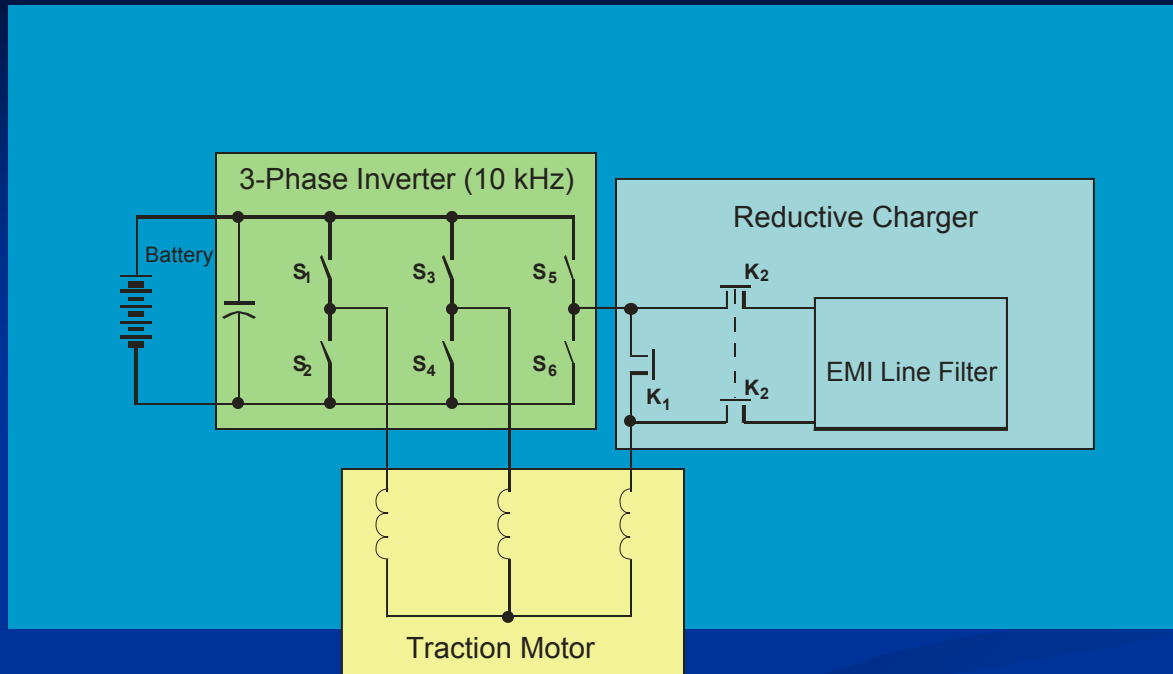 3-Phase Inverter (10 kHz)
Reductive Charger
Battery
S1
S3
S5
K2
S2
S4
S6
K1
K2
EMI Line Filter
Traction Motor